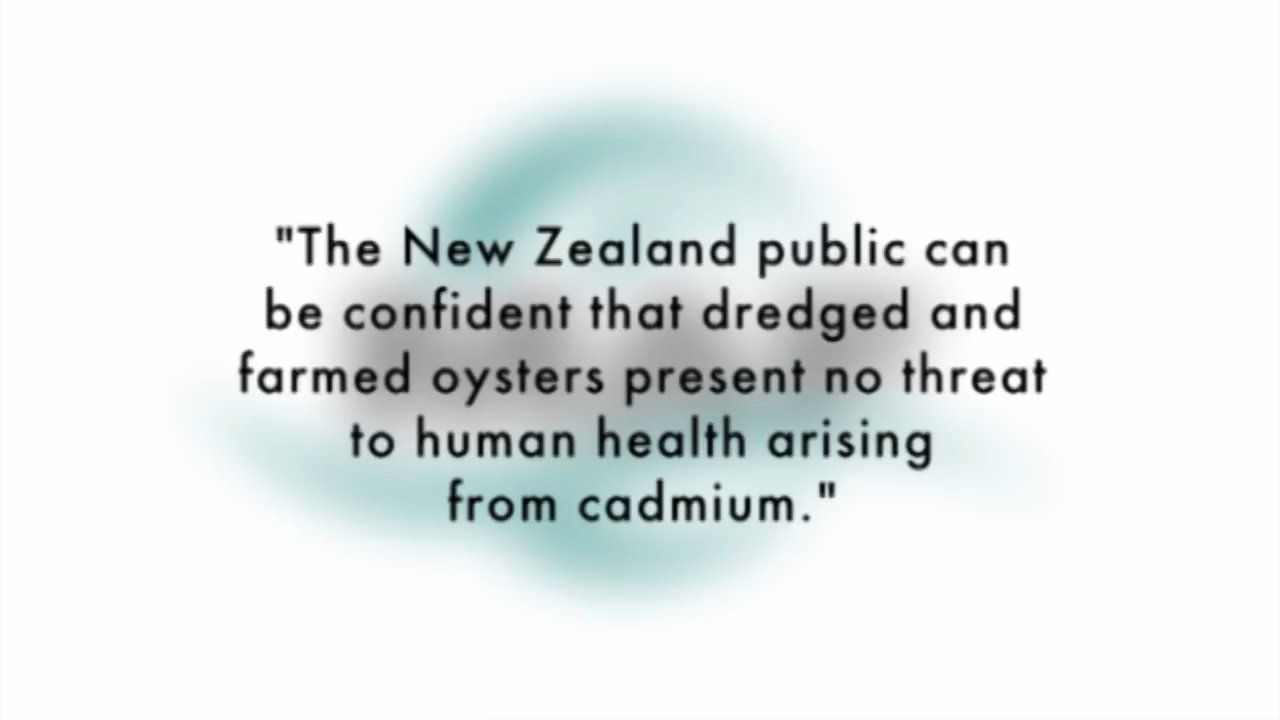 "The New Zealand public can
be confident that dredged and
farmed oysters present no threat
to human health arising
from cadmium."